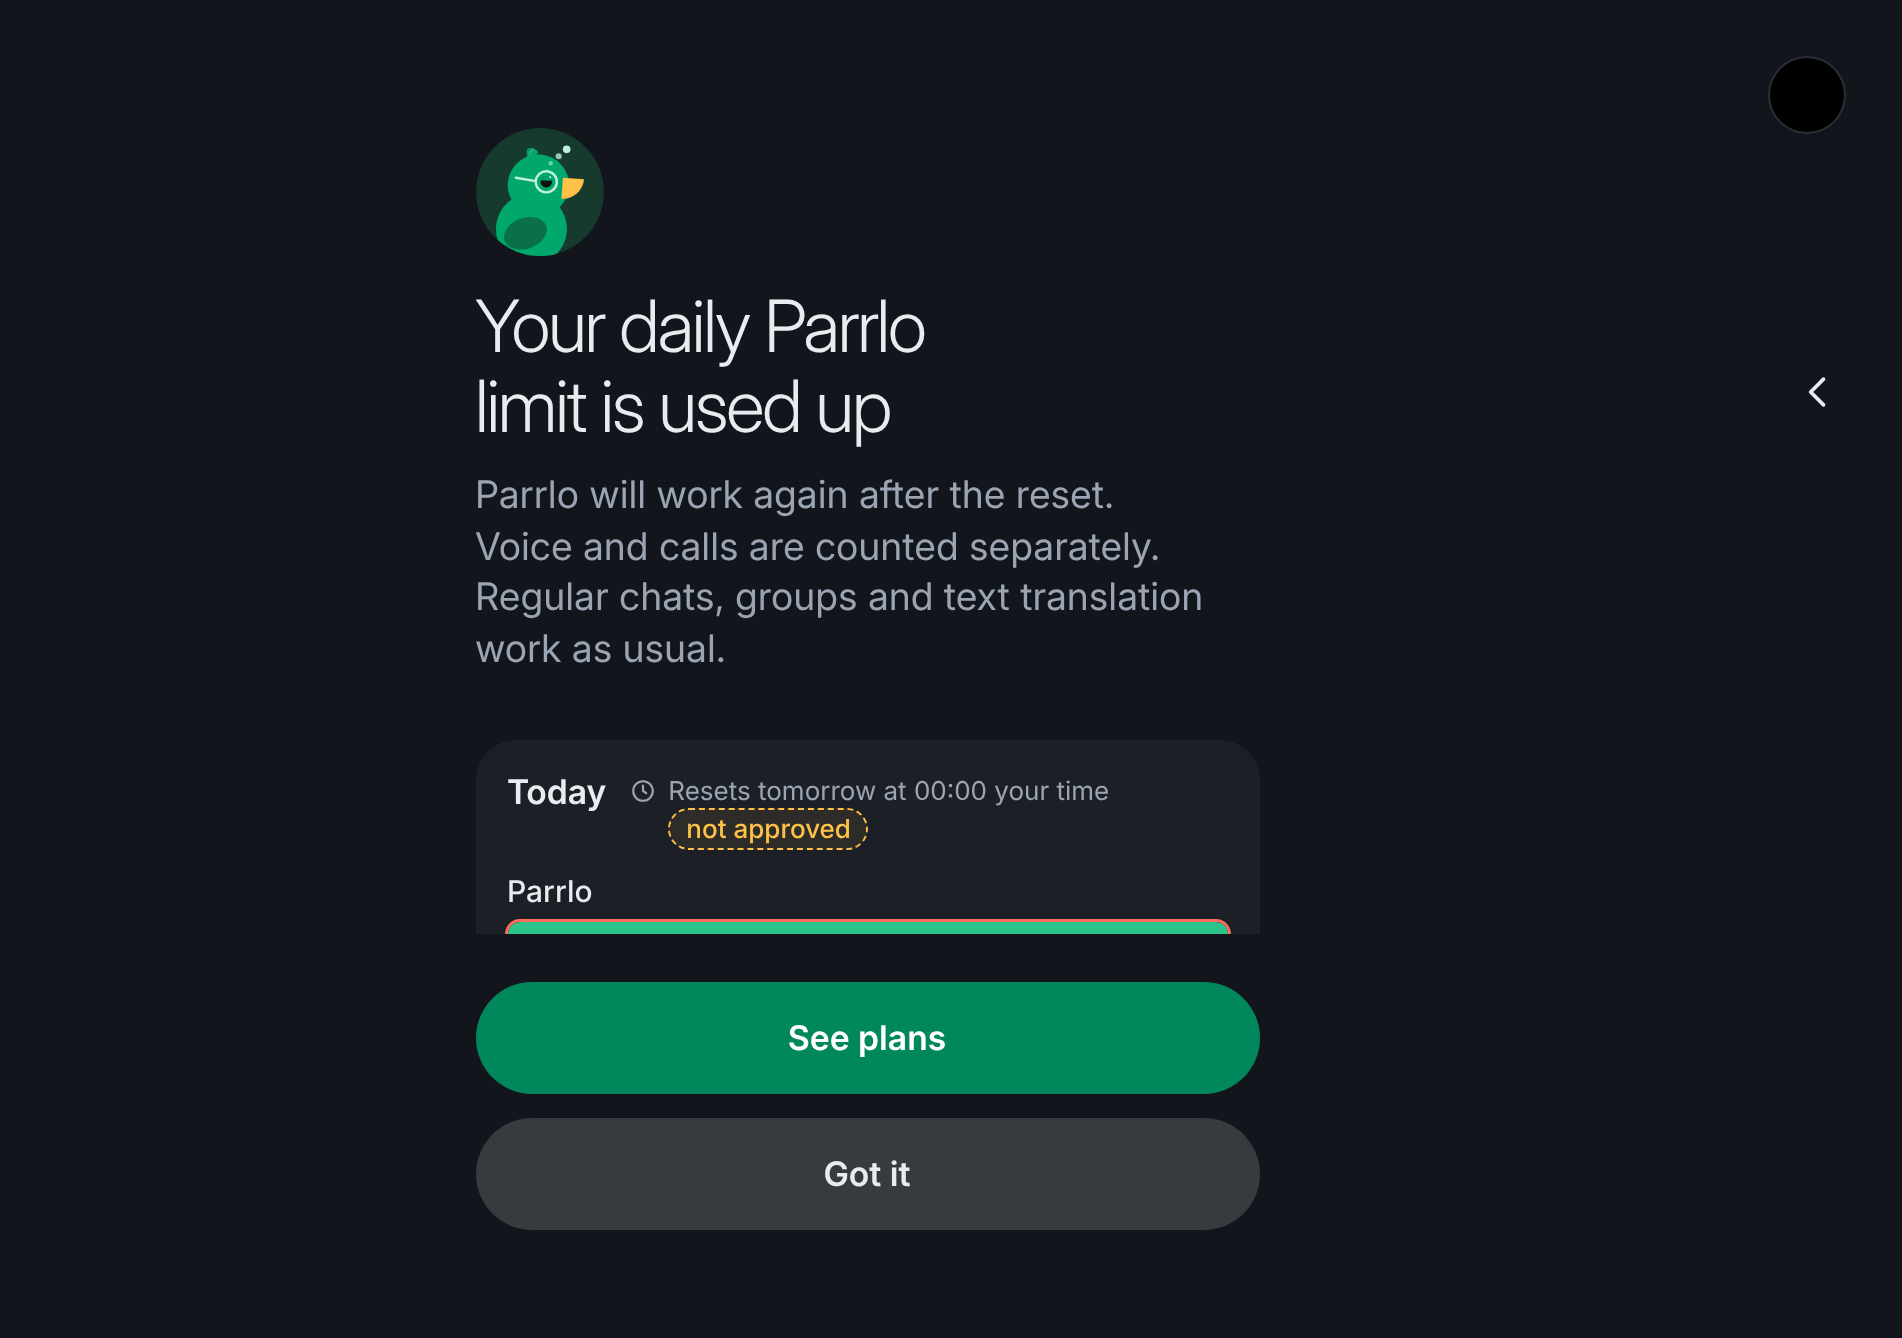 Your daily Parrlo
limit is used up
Parrlo will work again after the reset.
Voice and calls are counted separately.
Regular chats, groups and text translation
work as usual.
Today Resets tomorrow at 00:00 your time
not approved
Parrlo
See plans
Got it